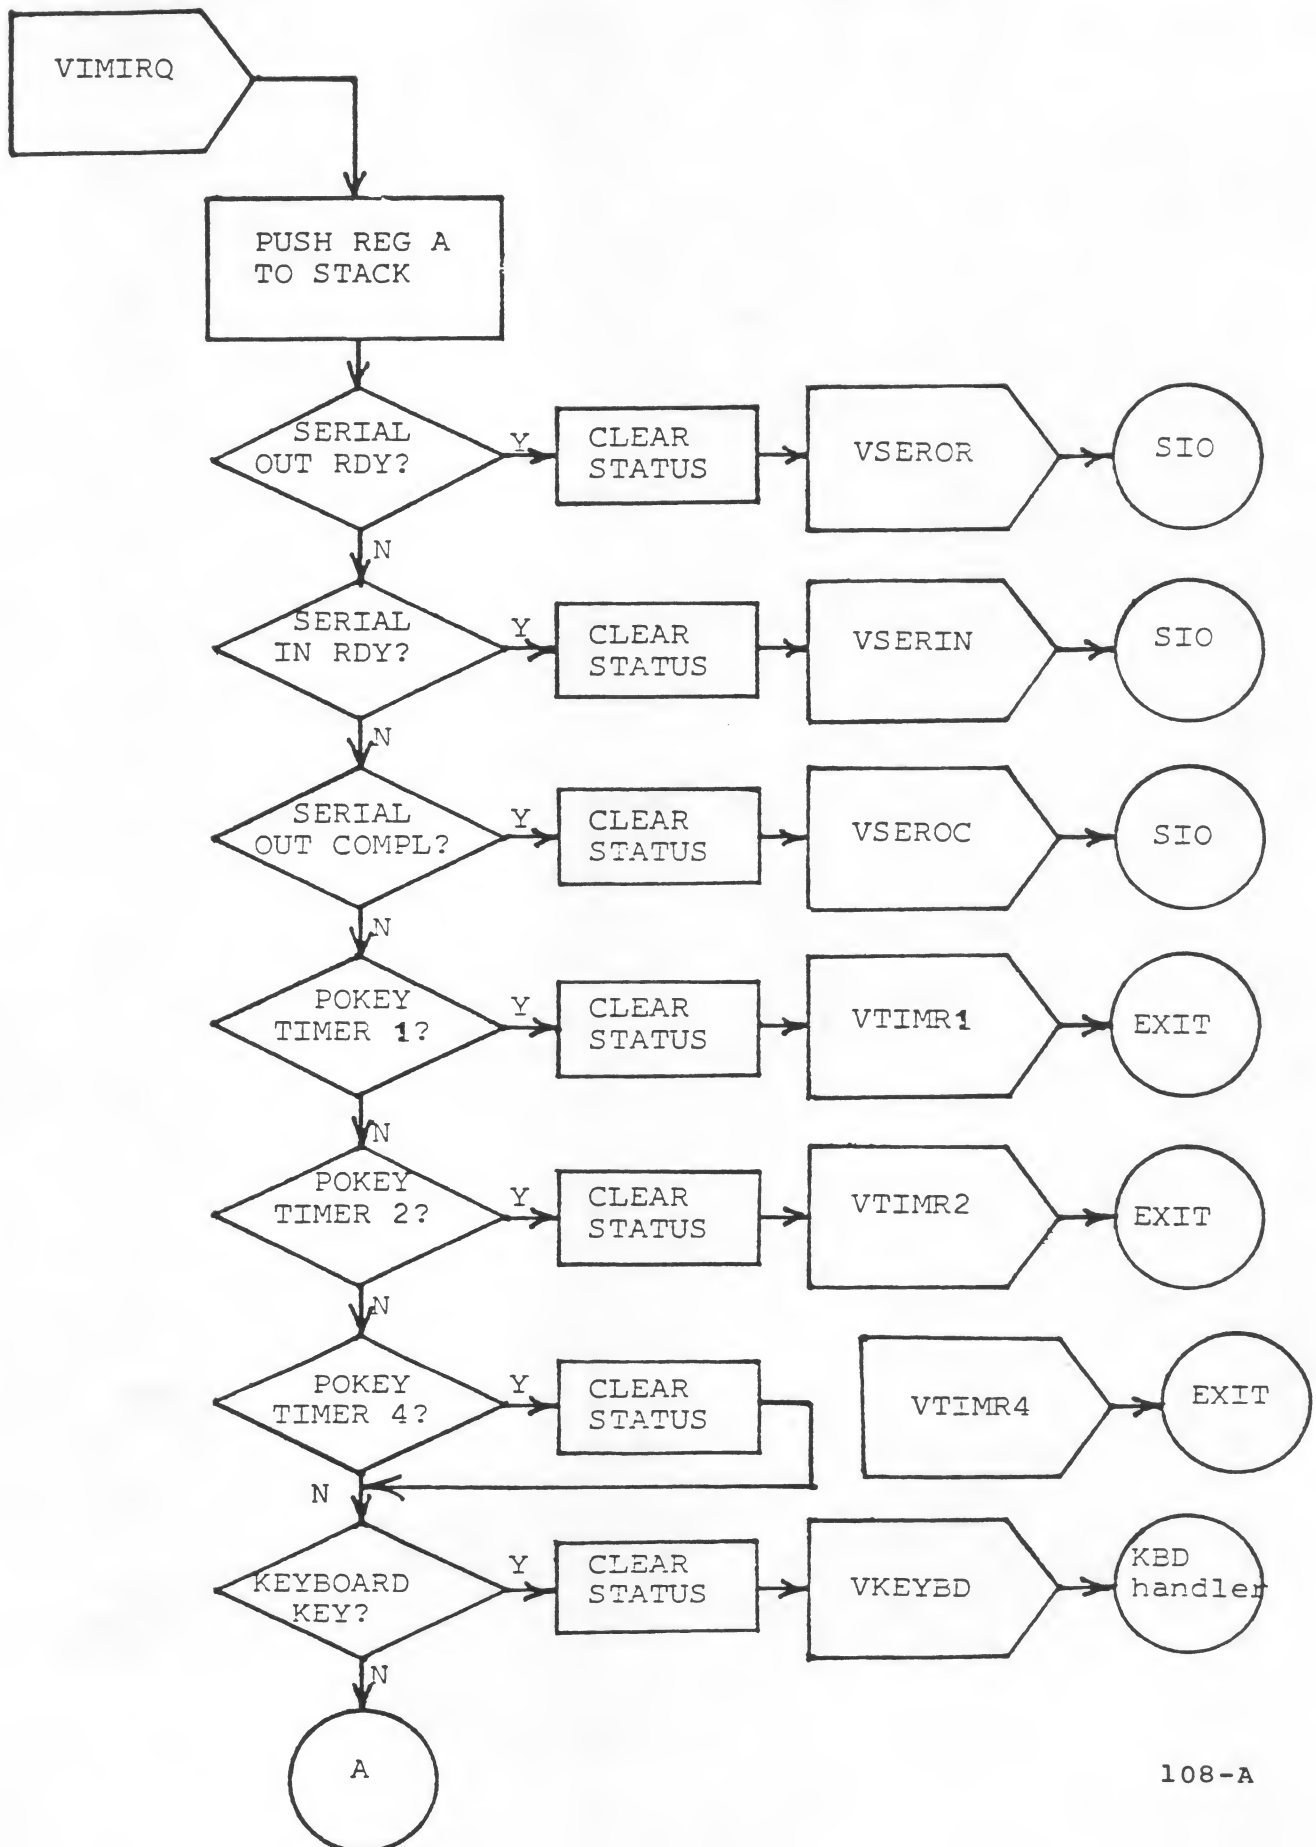 VIMIRQ
PUSH REG A
TO STACK
SERIAL
OUT RDY?
Y
CLEAR
STATUS
VSEROR
SIO
N
SERIAL
IN RDY?
Y
CLEAR
STATUS
VSERIN
SIO
N
SERIAL
OUT COMPL?
Y
CLEAR
STATUS
VSEROC
SIO
N
POKEY
TIMER 1?
Y
CLEAR
STATUS
VTIMR1
EXIT
N
POKEY
TIMER 2?
Y
CLEAR
STATUS
VTIMR2
EXIT
N
POKEY
TIMER 4?
Y
CLEAR
STATUS
VTIMR4
EXIT
N
KEYBOARD
KEY?
Y
CLEAR
STATUS
VKEYBD
KBD
handler
N
A
108-A